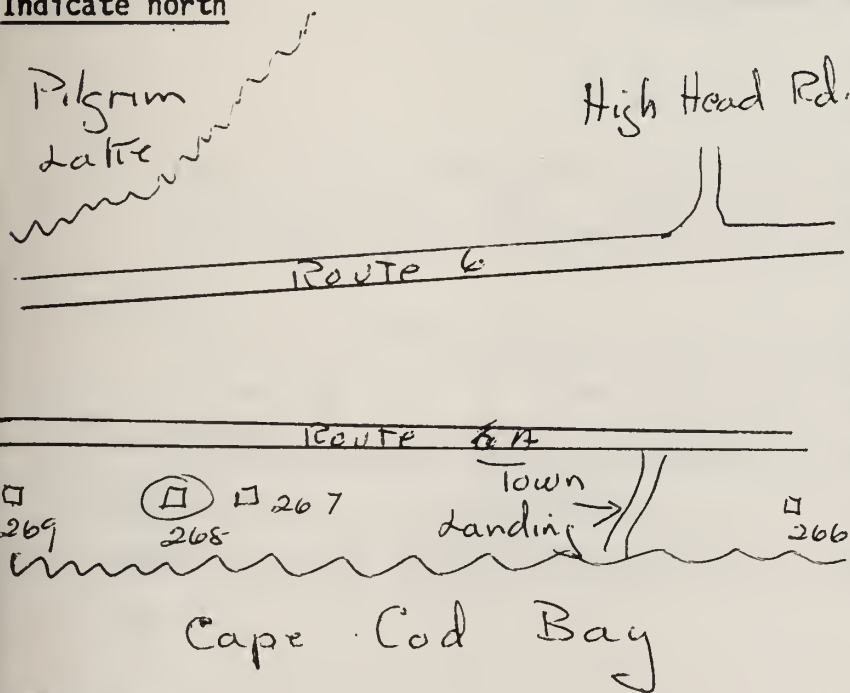 Indicate north
Pilgrim
Lake
High Head Rd.
Route 6
Route 6A
Town
Landing
269
268
267
266
Cape Cod Bay